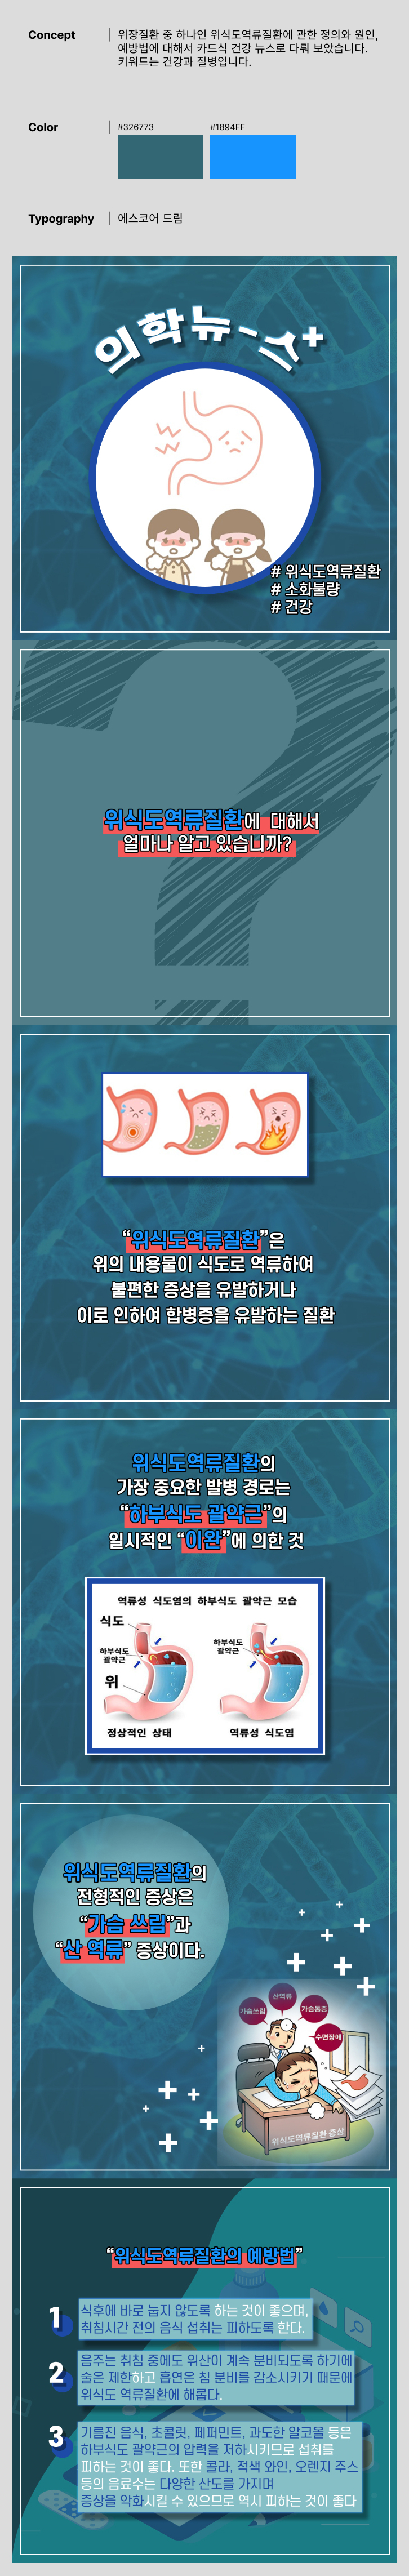 Concept
위장질환 중 하나인 위식도역류질환에 관한 정의와 원인,
예방법에 대해서 카드식 건강 뉴스로 다뤄 보았습니다.
키워드는 건강과 질병입니다.
Color
#326773
#1894FF
Typography
에스코어 드림
의학뉴-스+
# 위식도역류질환
# 소화불량
# 건강
위식도역류질환에 대해서
얼마나 알고 있습니까?
“위식도역류질환”은
위의 내용물이 식도로 역류하여
불편한 증상을 유발하거나
이로 인하여 합병증을 유발하는 질환
위식도역류질환의
가장 중요한 발병 경로는
“하부식도 괄약근”의
일시적인 “이완”에 의한 것
역류성 식도염의 하부식도 괄약근 모습
식도
하부식도
괄약근
위
정상적인 상태
하부식도
괄약근
역류성 식도염
위식도역류질환의
전형적인 증상은
“가슴 쓰림”과
“산 역류” 증상이다.
가슴쓰림
산역류
가슴통증
수면장애
위식도역류질환 증상
“위식도역류질환의 예방법”
1
식후에 바로 눕지 않도록 하는 것이 좋으며,
취침시간 전의 음식 섭취는 피하도록 한다.
2
음주는 취침 중에도 위산이 계속 분비되도록 하기에
술은 제한하고 흡연은 침 분비를 감소시키기 때문에
위식도 역류질환에 해롭다.
3
기름진 음식, 초콜릿, 페퍼민트, 과도한 알코올 등은
하부식도 괄약근의 압력을 저하시키므로 섭취를
피하는 것이 좋다. 또한 콜라, 적색 와인, 오렌지 주스
등의 음료수는 다양한 산도를 가지며
증상을 악화시킬 수 있으므로 역시 피하는 것이 좋다